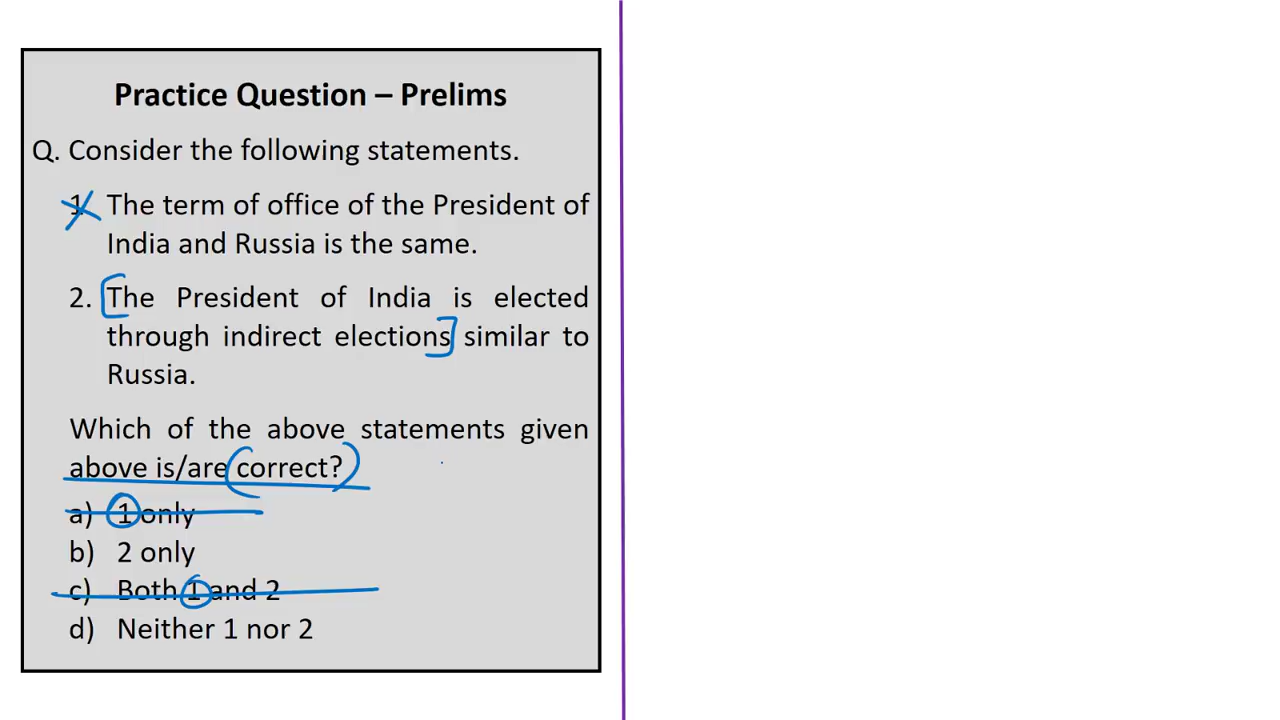 Practice Question – Prelims
Q. Consider the following statements.
1. The term of office of the President of
India and Russia is the same.
2. The President of India is elected
through indirect elections similar to
Russia.
Which of the above statements given
above is/are correct?
a) 1 only
b) 2 only
c) Both 1 and 2
d) Neither 1 nor 2